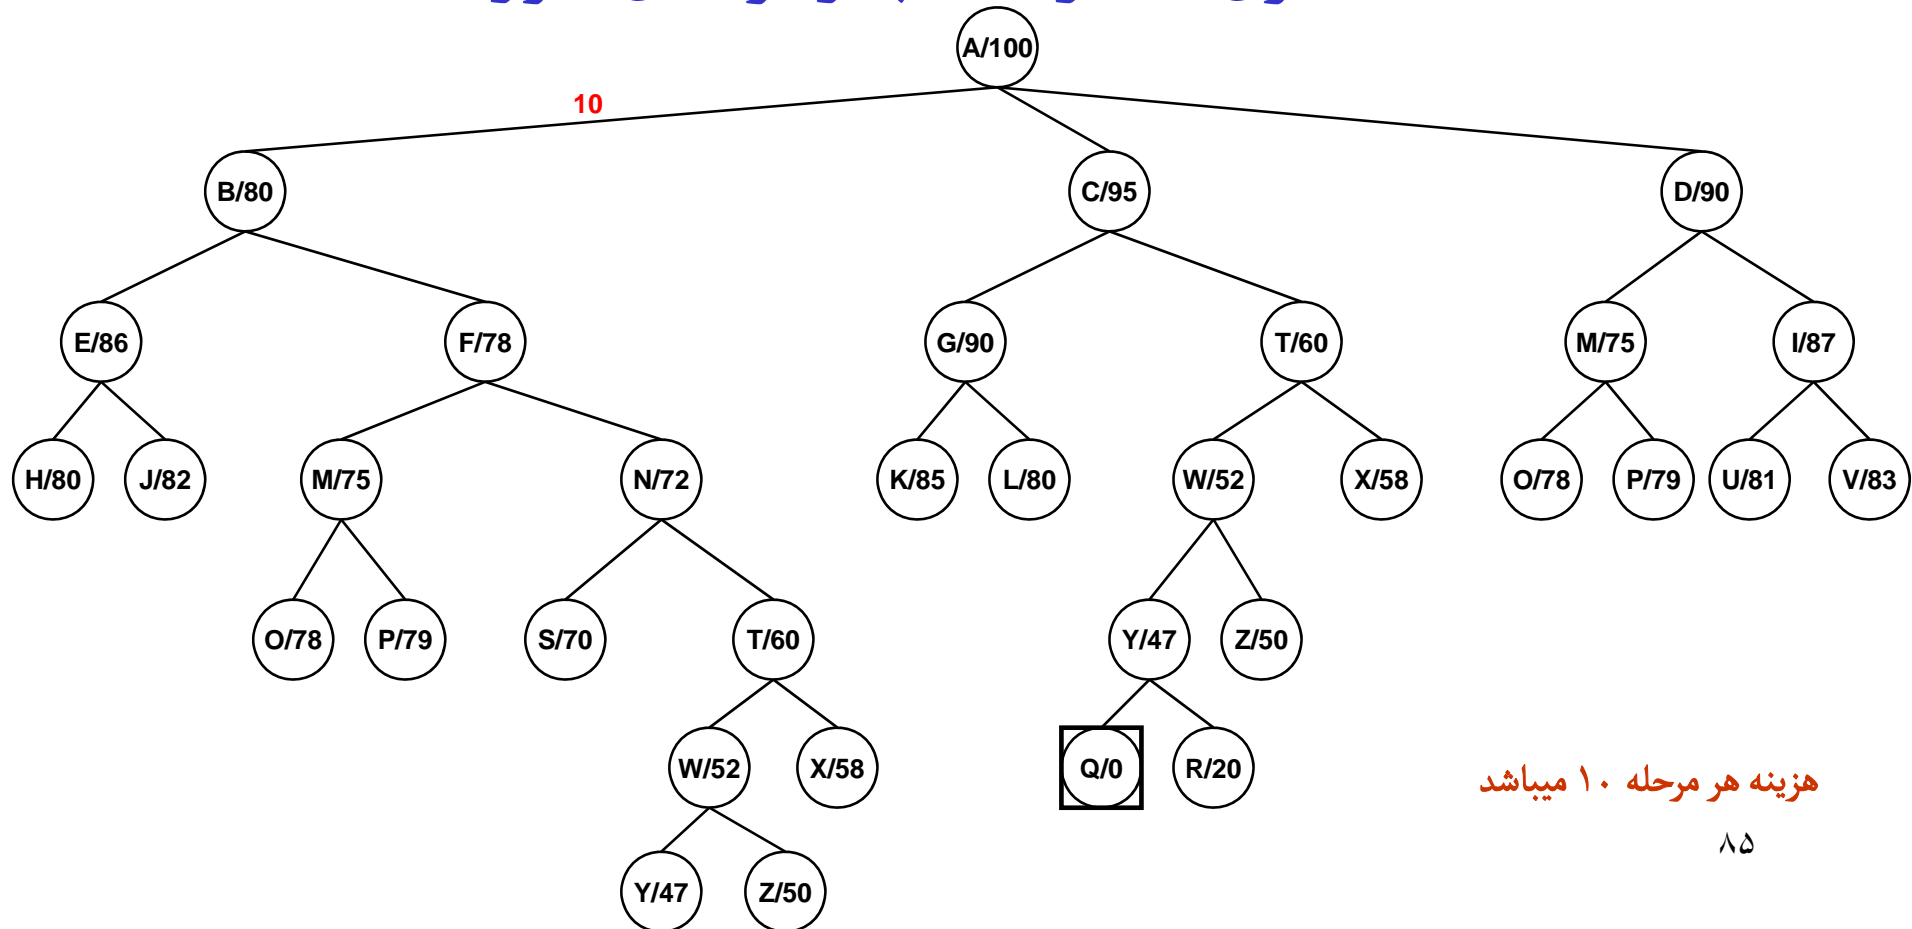 A/100
10
B/80 C/95 D/90
E/86 F/78 G/90 T/60 M/75 I/87
H/80 J/82 M/75 N/72 K/85 L/80 W/52 X/58 O/78 P/79 U/81 V/83
O/78 P/79 S/70 T/60 Y/47 Z/50
W/52 X/58 Q/0 R/20
هزینه هر مرحله ۱۰ میباشد
۸۵
Y/47 Z/50